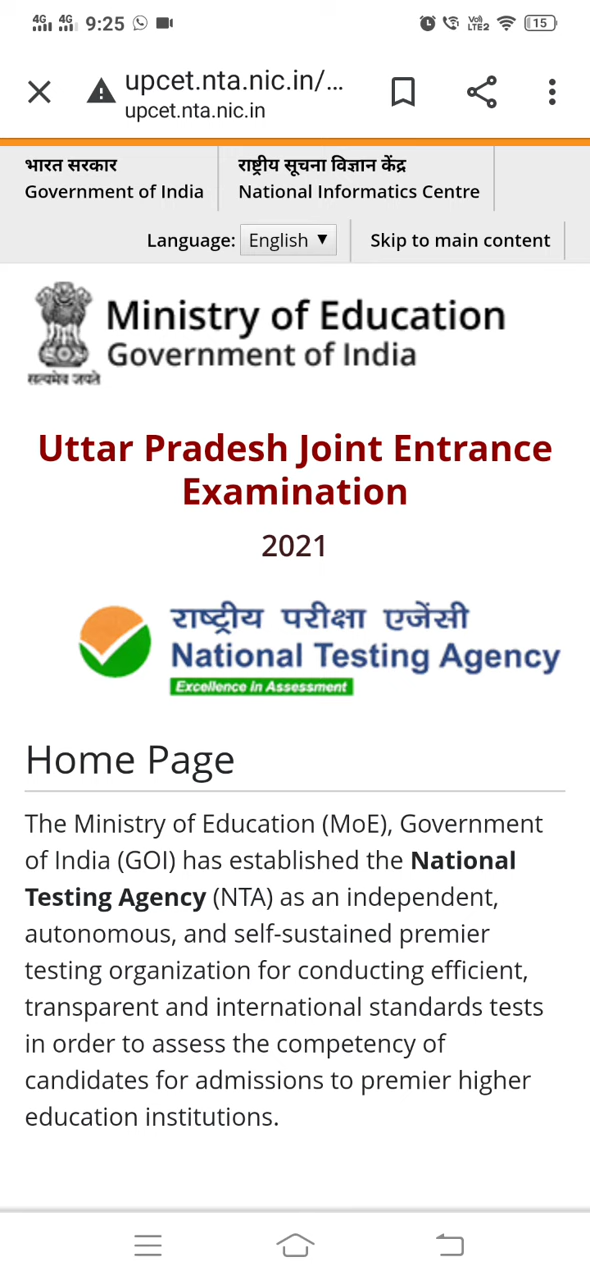 4G 4G 9:25 Vo) LTE2 15
upcet.nta.nic.in/...
upcet.nta.nic.in
भारत सरकार राष्ट्रीय सूचना विज्ञान केंद्र
Government of India National Informatics Centre
Language: English ▼ Skip to main content
Ministry of Education
Government of India
सत्यमेव जयते
Uttar Pradesh Joint Entrance
Examination
2021
राष्ट्रीय परीक्षा एजेंसी
National Testing Agency
Excellence in Assessment
Home Page
The Ministry of Education (MoE), Government
of India (GOI) has established the National
Testing Agency (NTA) as an independent,
autonomous, and self-sustained premier
testing organization for conducting efficient,
transparent and international standards tests
in order to assess the competency of
candidates for admissions to premier higher
education institutions.